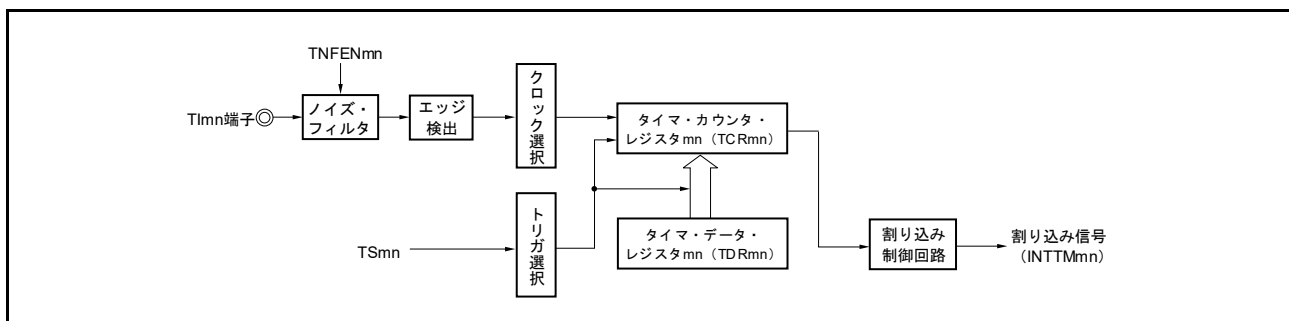 TNFENmn
TImn端子
ノイズ・
フィルタ
エッジ
検出
クロック選択
タイマ・カウンタ・
レジスタmn（TCRmn）
TSmn
トリガ選択
タイマ・データ・
レジスタmn（TDRmn）
割り込み
制御回路
割り込み信号
（INTTMmn）